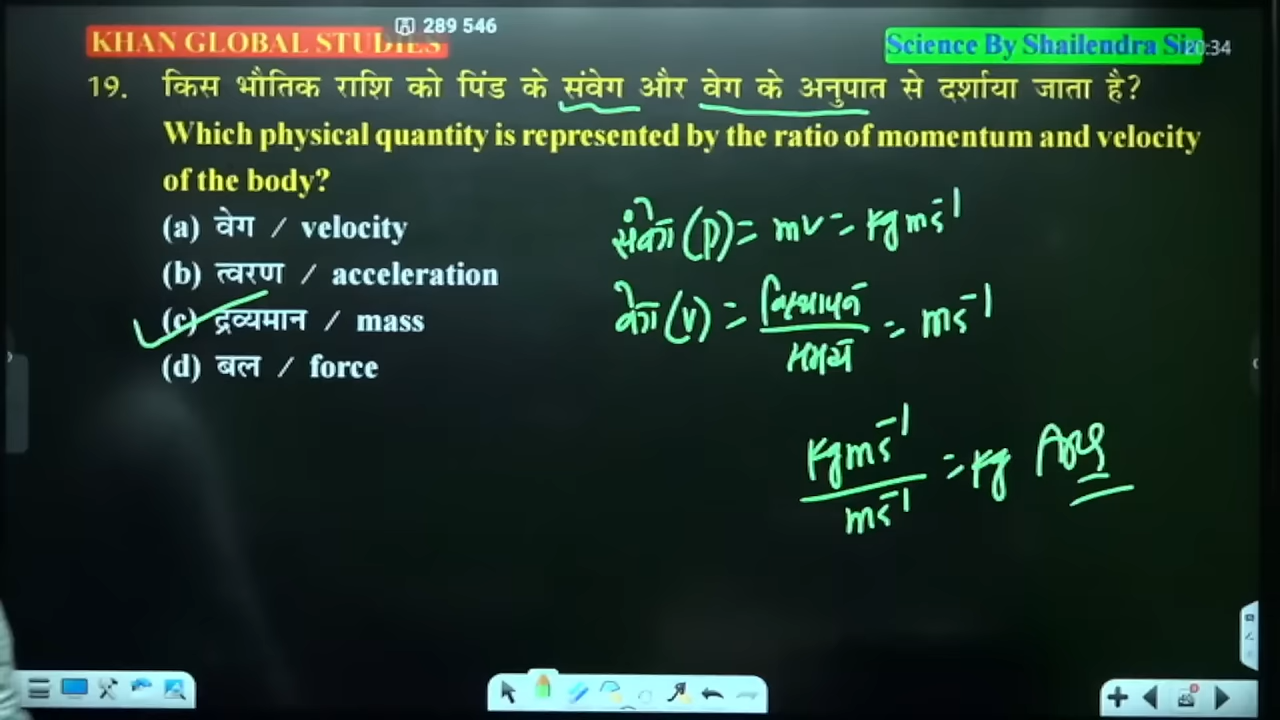 KHAN GLOBAL STUDIES
289 546
Science By Shailendra Sir
20:34
19. किस भौतिक राशि को पिंड के संवेग और वेग के अनुपात से दर्शाया जाता है?
Which physical quantity is represented by the ratio of momentum and velocity
of the body?
(a) वेग / velocity
(b) त्वरण / acceleration
(c) द्रव्यमान / mass
(d) बल / force
संवेग (P) = mv = kg ms⁻¹
वेग (v) = विस्थापन / समय = ms⁻¹
kg ms⁻¹ / ms⁻¹ = kg Ans